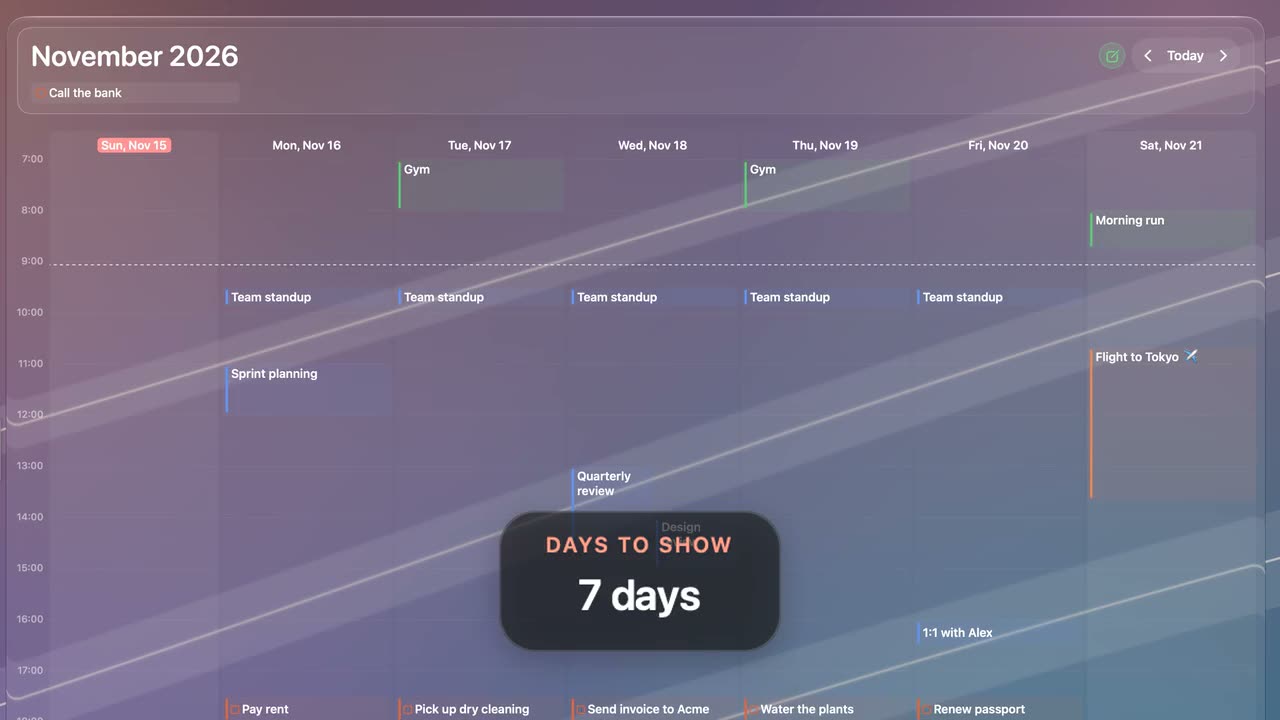 November 2026
Today
Call the bank
Sun, Nov 15
Mon, Nov 16
Tue, Nov 17
Wed, Nov 18
Thu, Nov 19
Fri, Nov 20
Sat, Nov 21
7:00
Gym
Gym
8:00
Morning run
9:00
Team standup
Team standup
Team standup
Team standup
Team standup
10:00
11:00
Flight to Tokyo ✈️
Sprint planning
12:00
13:00
Quarterly
review
14:00
Design
DAYS TO SHOW
15:00
7 days
16:00
1:1 with Alex
17:00
Pay rent
Pick up dry cleaning
Send invoice to Acme
Water the plants
Renew passport